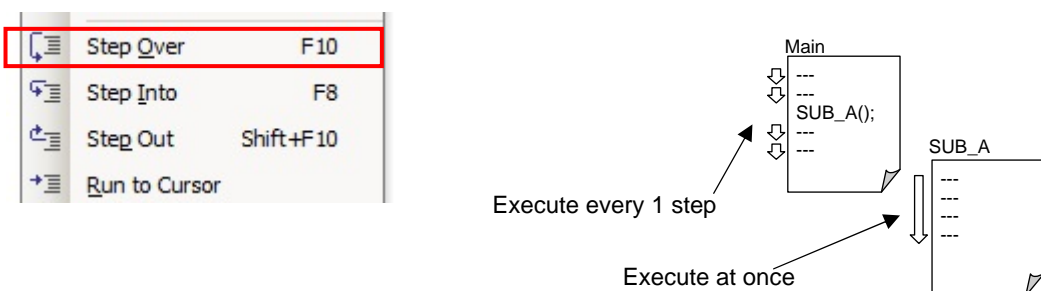 Step Over F10
Step Into F8
Step Out Shift+F10
Run to Cursor
Main
---
---
SUB_A();
---
---
Execute every 1 step
SUB_A
---
---
---
---
Execute at once